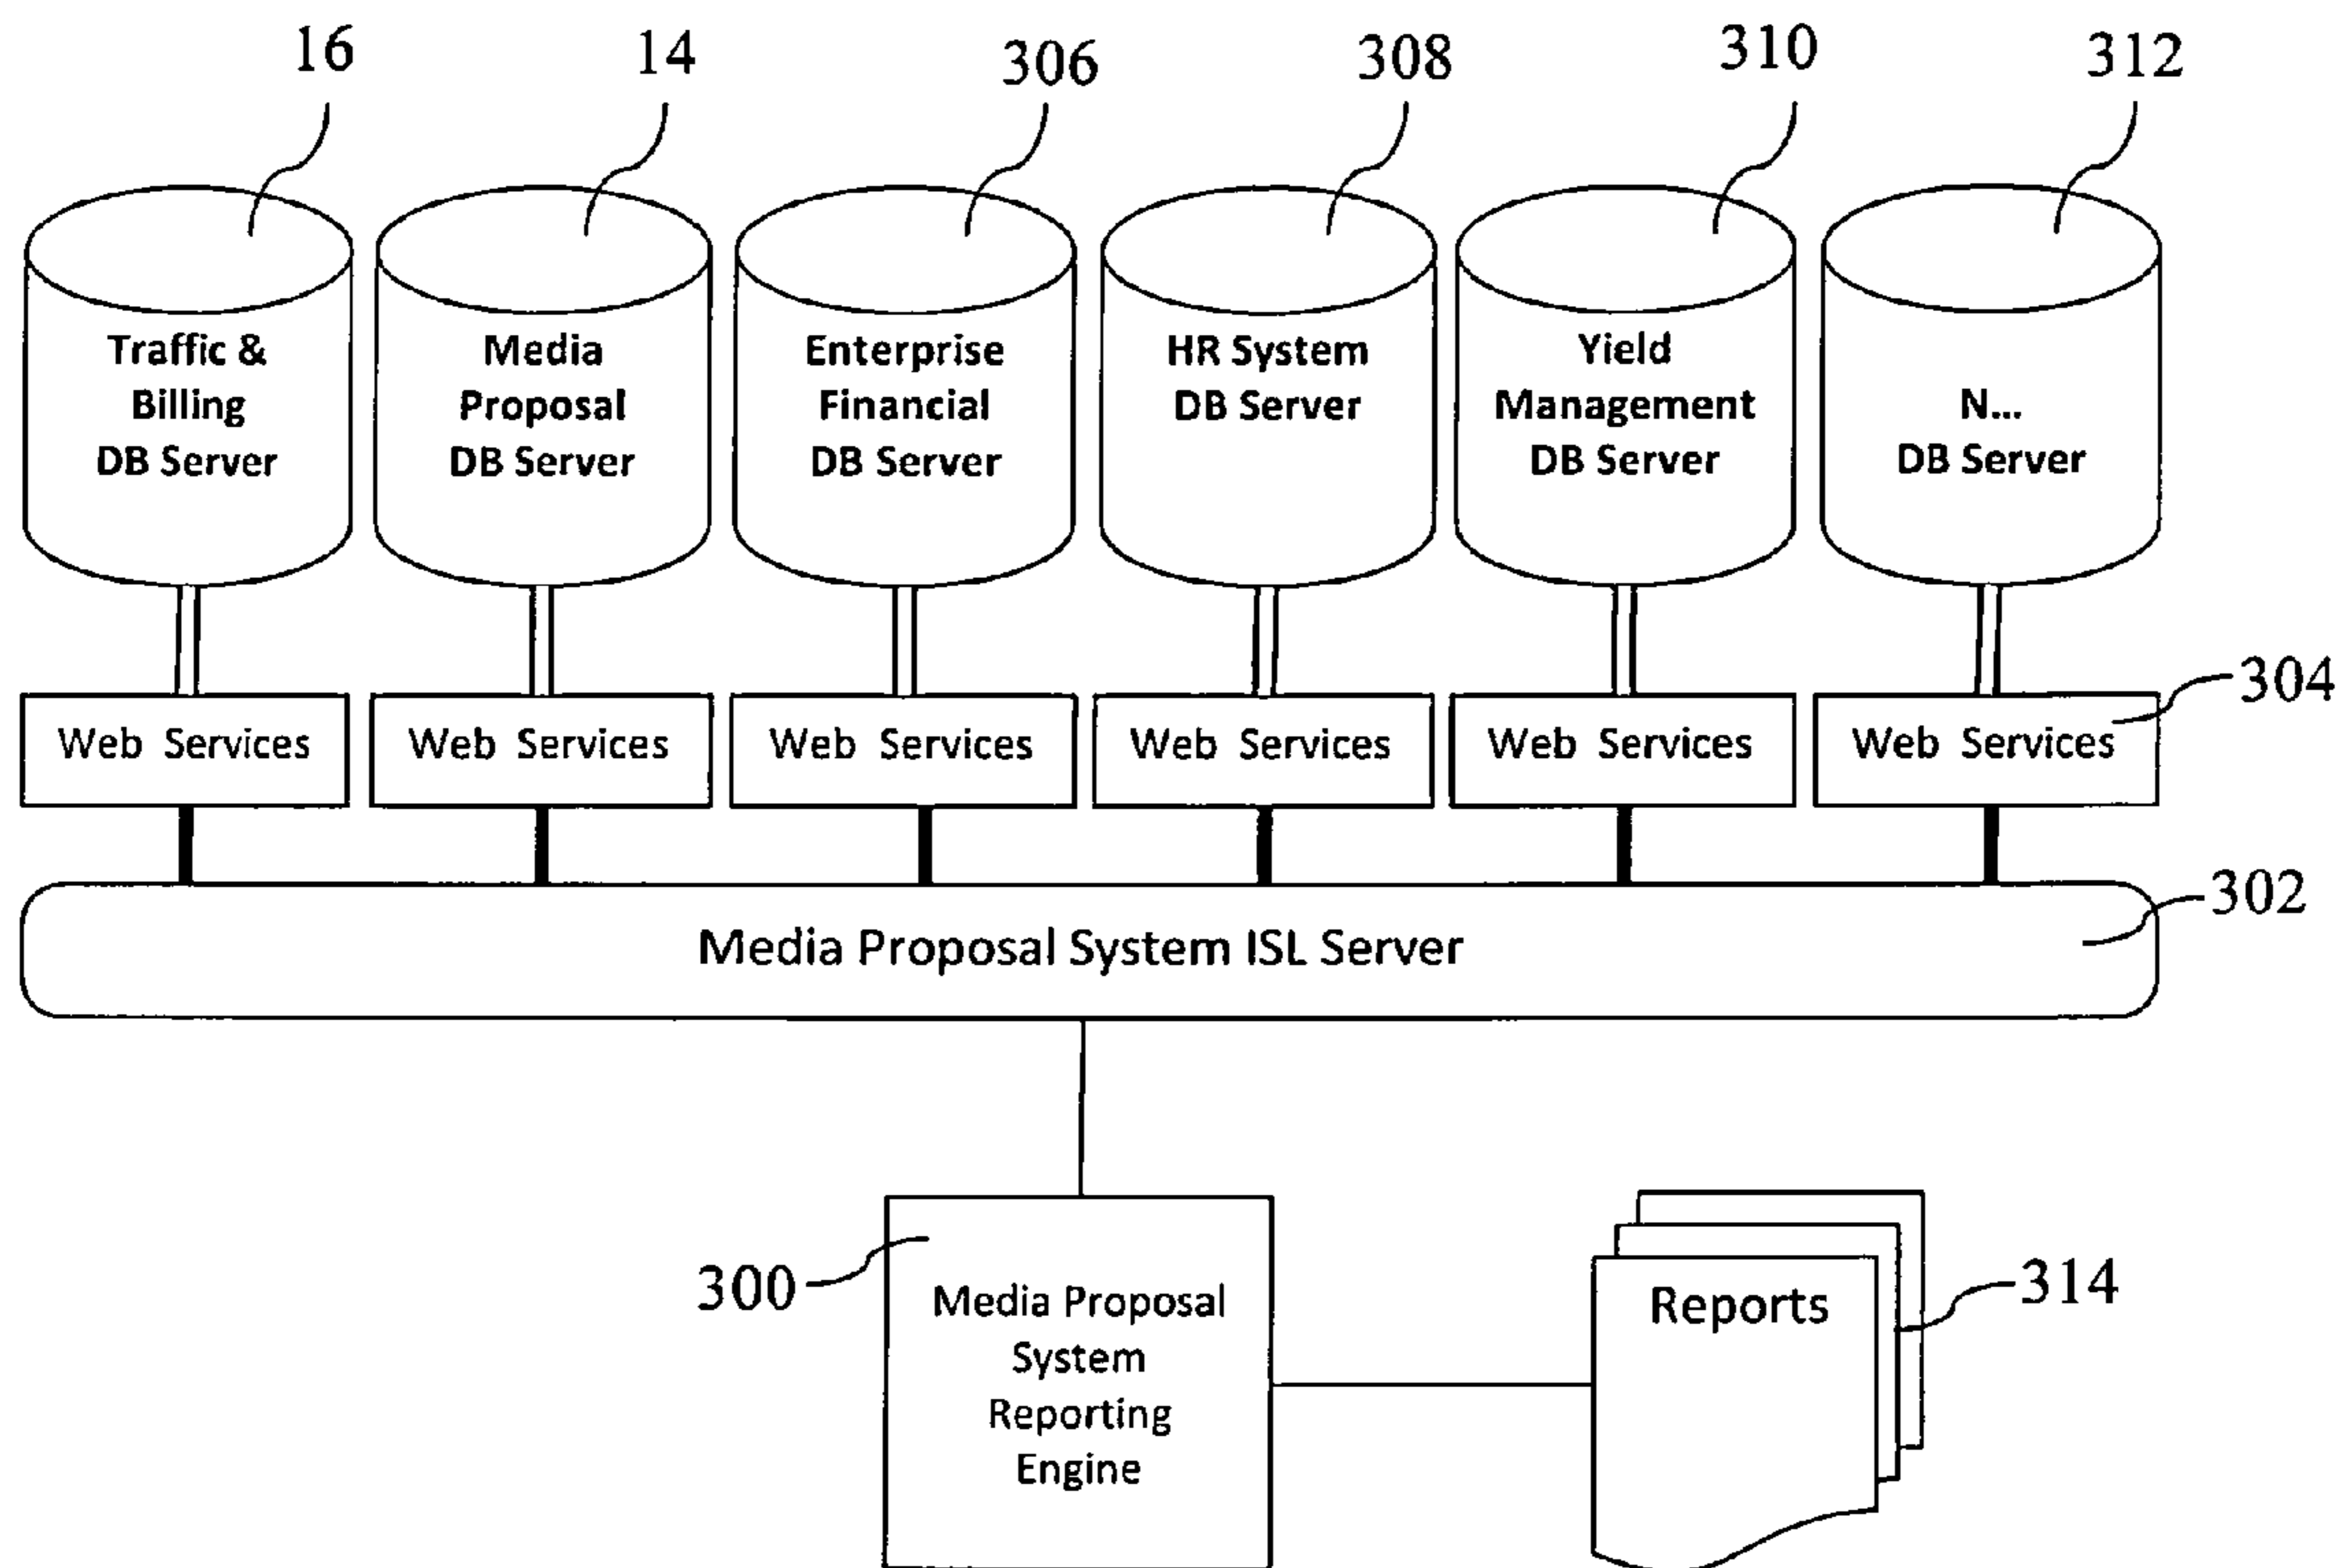 16
14
306
308
310
312
Traffic &
Billing
DB Server
Media
Proposal
DB Server
Enterprise
Financial
DB Server
HR System
DB Server
Yield
Management
DB Server
N...
DB Server
304
Web Services
Web Services
Web Services
Web Services
Web Services
Web Services
302
Media Proposal System ISL Server
300
Media Proposal
System
Reporting
Engine
Reports
314